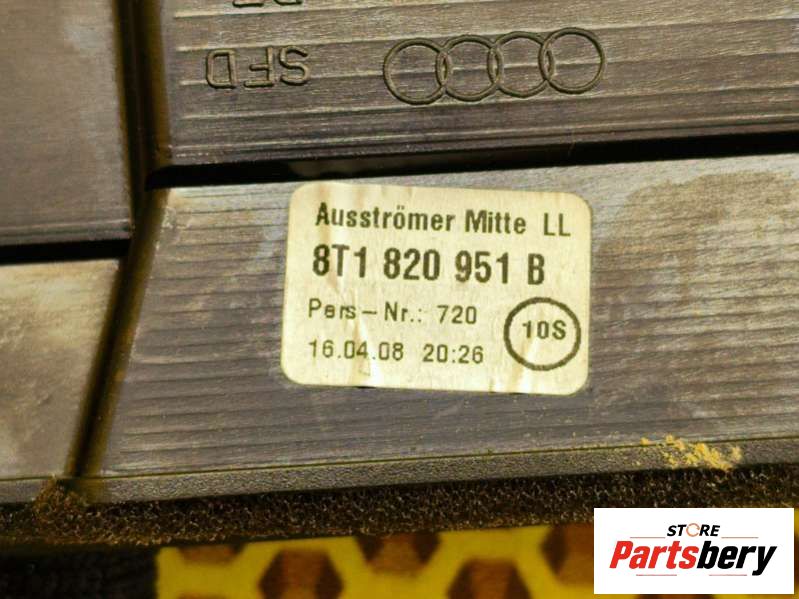 SFD
Ausströmer Mitte LL
8T1 820 951 B
Pers-Nr.: 720
10S
16.04.08 20:26
STORE
Partsbery